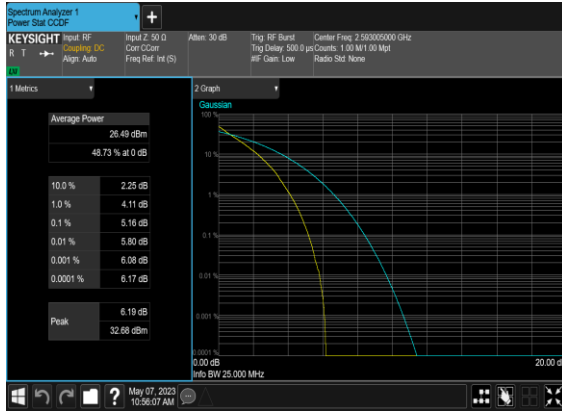 Spectrum Analyzer 1
Power Stat CCDF
+
KEYSIGHT
R T
LU
Input: RF
Coupling: DC
Align: Auto
Input Z: 50 Ω
Corr CCorr
Freq Ref: Int (S)
Atten: 30 dB
Trig: RF Burst
Trig Delay: 500.0 µs
#IF Gain: Low
Center Freq: 2.593005000 GHz
Counts: 1.00 M/1.00 Mpt
Radio Std: None
1 Metrics
Average Power
26.49 dBm
48.73 % at 0 dB
10.0 % 2.25 dB
1.0 % 4.11 dB
0.1 % 5.16 dB
0.01 % 5.80 dB
0.001 % 6.08 dB
0.0001 % 6.17 dB
Peak
6.19 dB
32.68 dBm
2 Graph
Gaussian
100 %
10 %
1 %
0.1 %
0.01 %
0.001 %
0.0001 %
0.00 dB
20.00 d
Info BW 25.000 MHz
?
May 07, 2023
10:56:07 AM